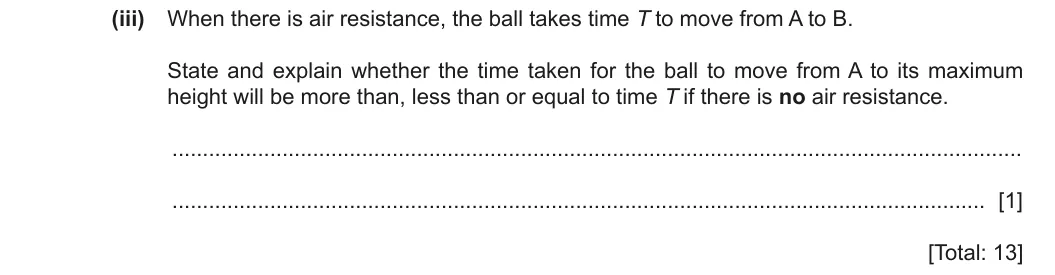 (iii) When there is air resistance, the ball takes time T to move from A to B.
State and explain whether the time taken for the ball to move from A to its maximum
height will be more than, less than or equal to time T if there is no air resistance.
....................................................................................................................................................
.............................................................................................................................................. [1]
[Total: 13]